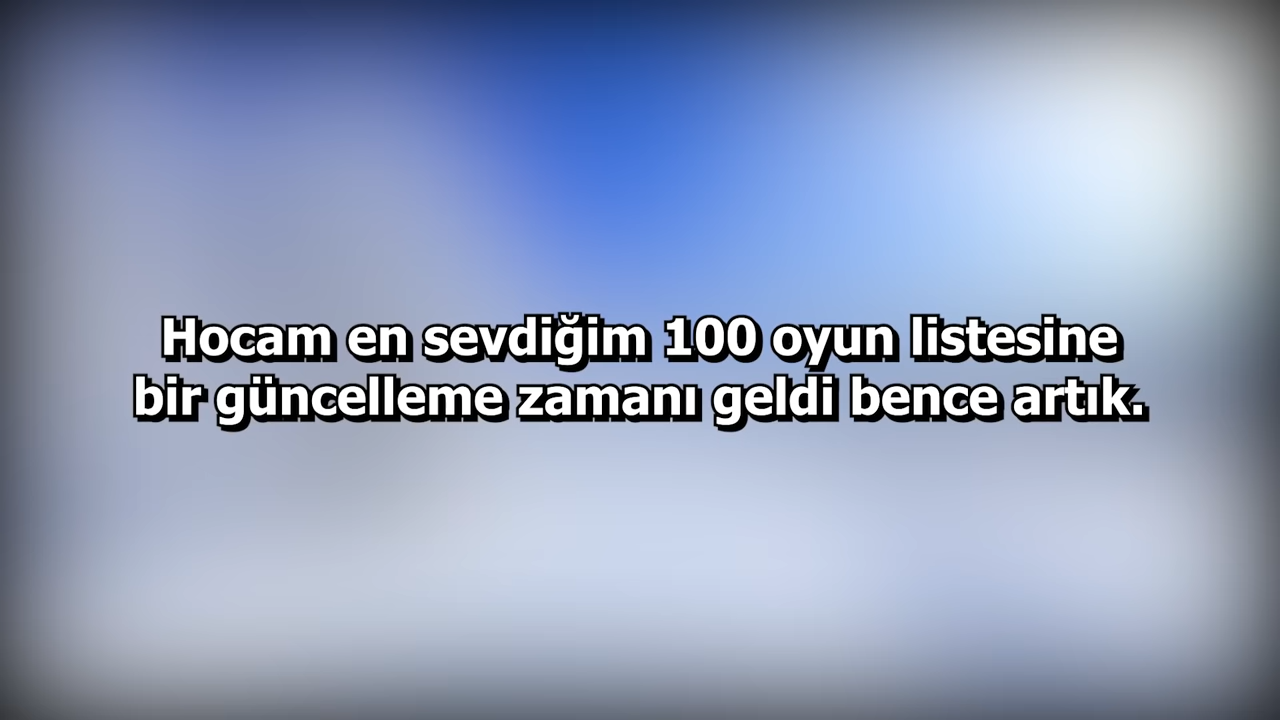 Hocam en sevdiğim 100 oyun listesine
bir güncelleme zamanı geldi bence artık.